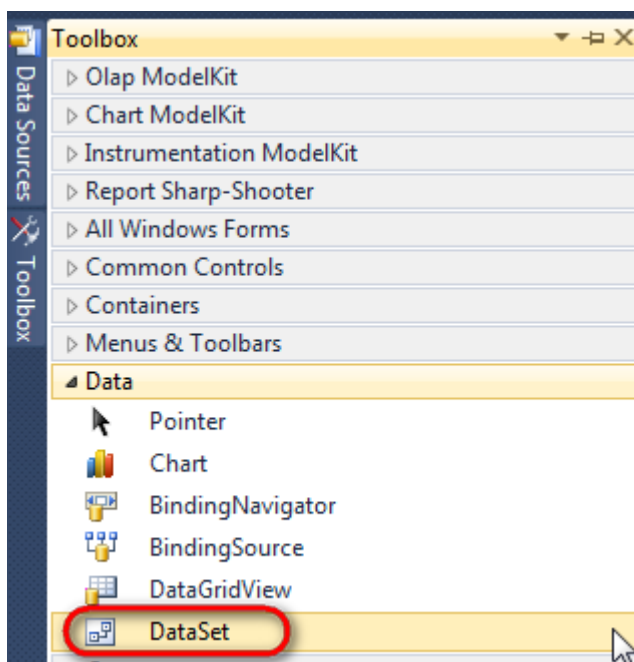 Toolbox
Data Sources
Toolbox
Olap ModelKit
Chart ModelKit
Instrumentation ModelKit
Report Sharp-Shooter
All Windows Forms
Common Controls
Containers
Menus & Toolbars
Data
Pointer
Chart
BindingNavigator
BindingSource
DataGridView
DataSet